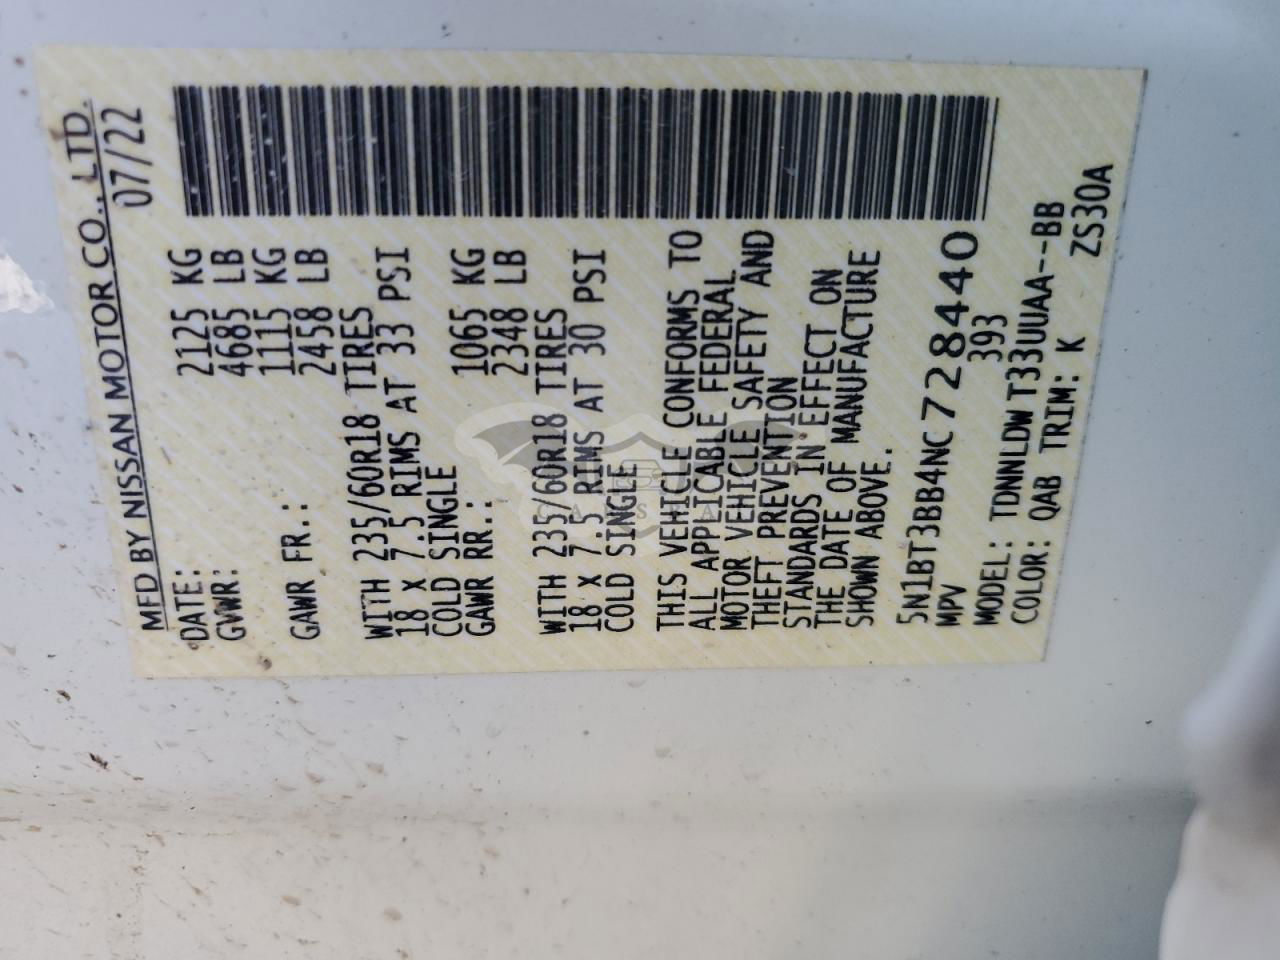 MFD BY NISSAN MOTOR CO., LTD.
DATE: 07/22
GVWR: 2125 KG
4685 LB
GAWR FR.: 1115 KG
2458 LB
WITH 235/60R18 TIRES
18 X 7.5 RIMS AT 33 PSI
COLD SINGLE
GAWR RR.: 1065 KG
2348 LB
WITH 235/60R18 TIRES
18 X 7.5 RIMS AT 30 PSI
COLD SINGLE
THIS VEHICLE CONFORMS TO
ALL APPLICABLE FEDERAL
MOTOR VEHICLE SAFETY AND
THEFT PREVENTION
STANDARDS IN EFFECT ON
THE DATE OF MANUFACTURE
SHOWN ABOVE.
5N1BT3BB4NC728440
MPV 393
MODEL: TDNNLDW T33UUAA--BB
COLOR: QAB TRIM: K ZS30A